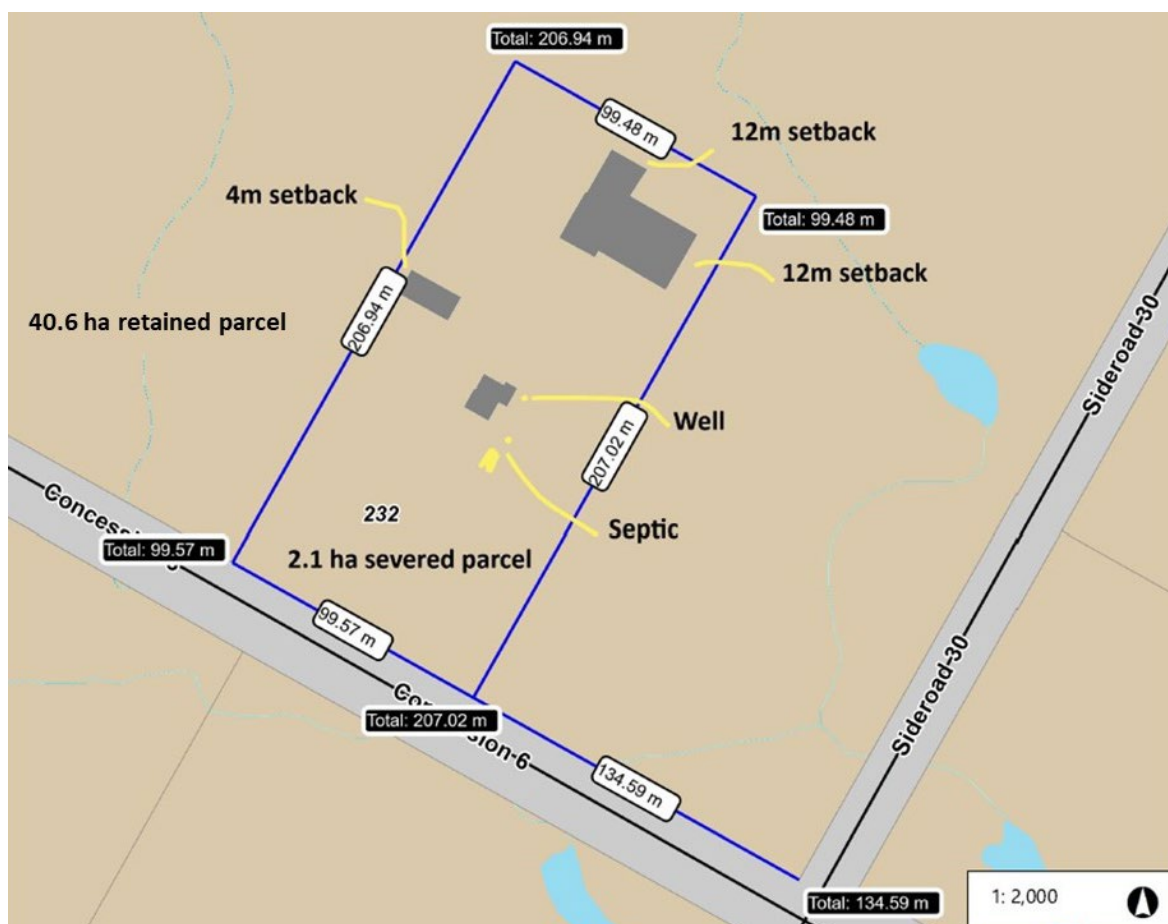 Total: 206.94 m
99.48 m
12m setback
4m setback
Total: 99.48 m
12m setback
206.94 m
40.6 ha retained parcel
Sideroad-30
Well
207.02 m
232
Septic
Total: 99.57 m
2.1 ha severed parcel
99.57 m
Sideroad-30
Total: 207.02 m
Concession-6
134.59 m
Total: 134.59 m
1: 2,000